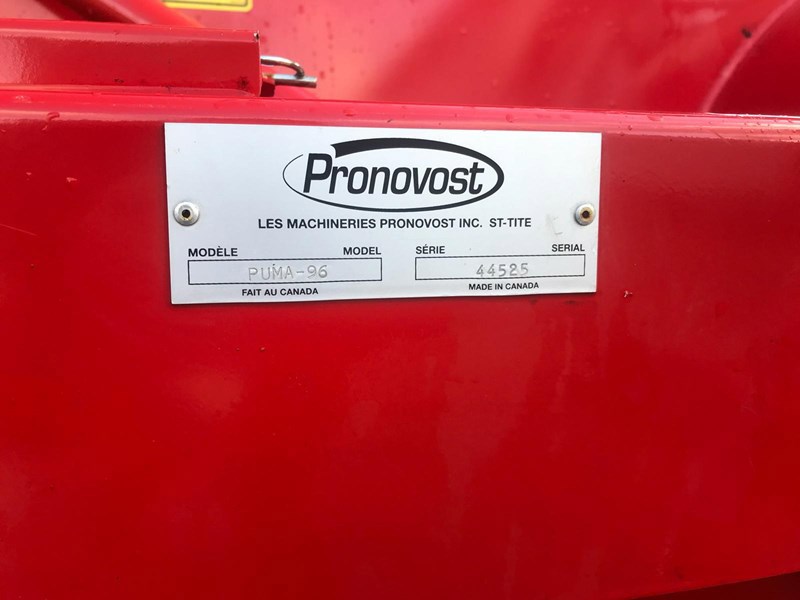 Pronovost
LES MACHINERIES PRONOVOST INC. ST-TITE
MODÈLE MODEL SÉRIE SERIAL
PUMA-96 44525
FAIT AU CANADA MADE IN CANADA